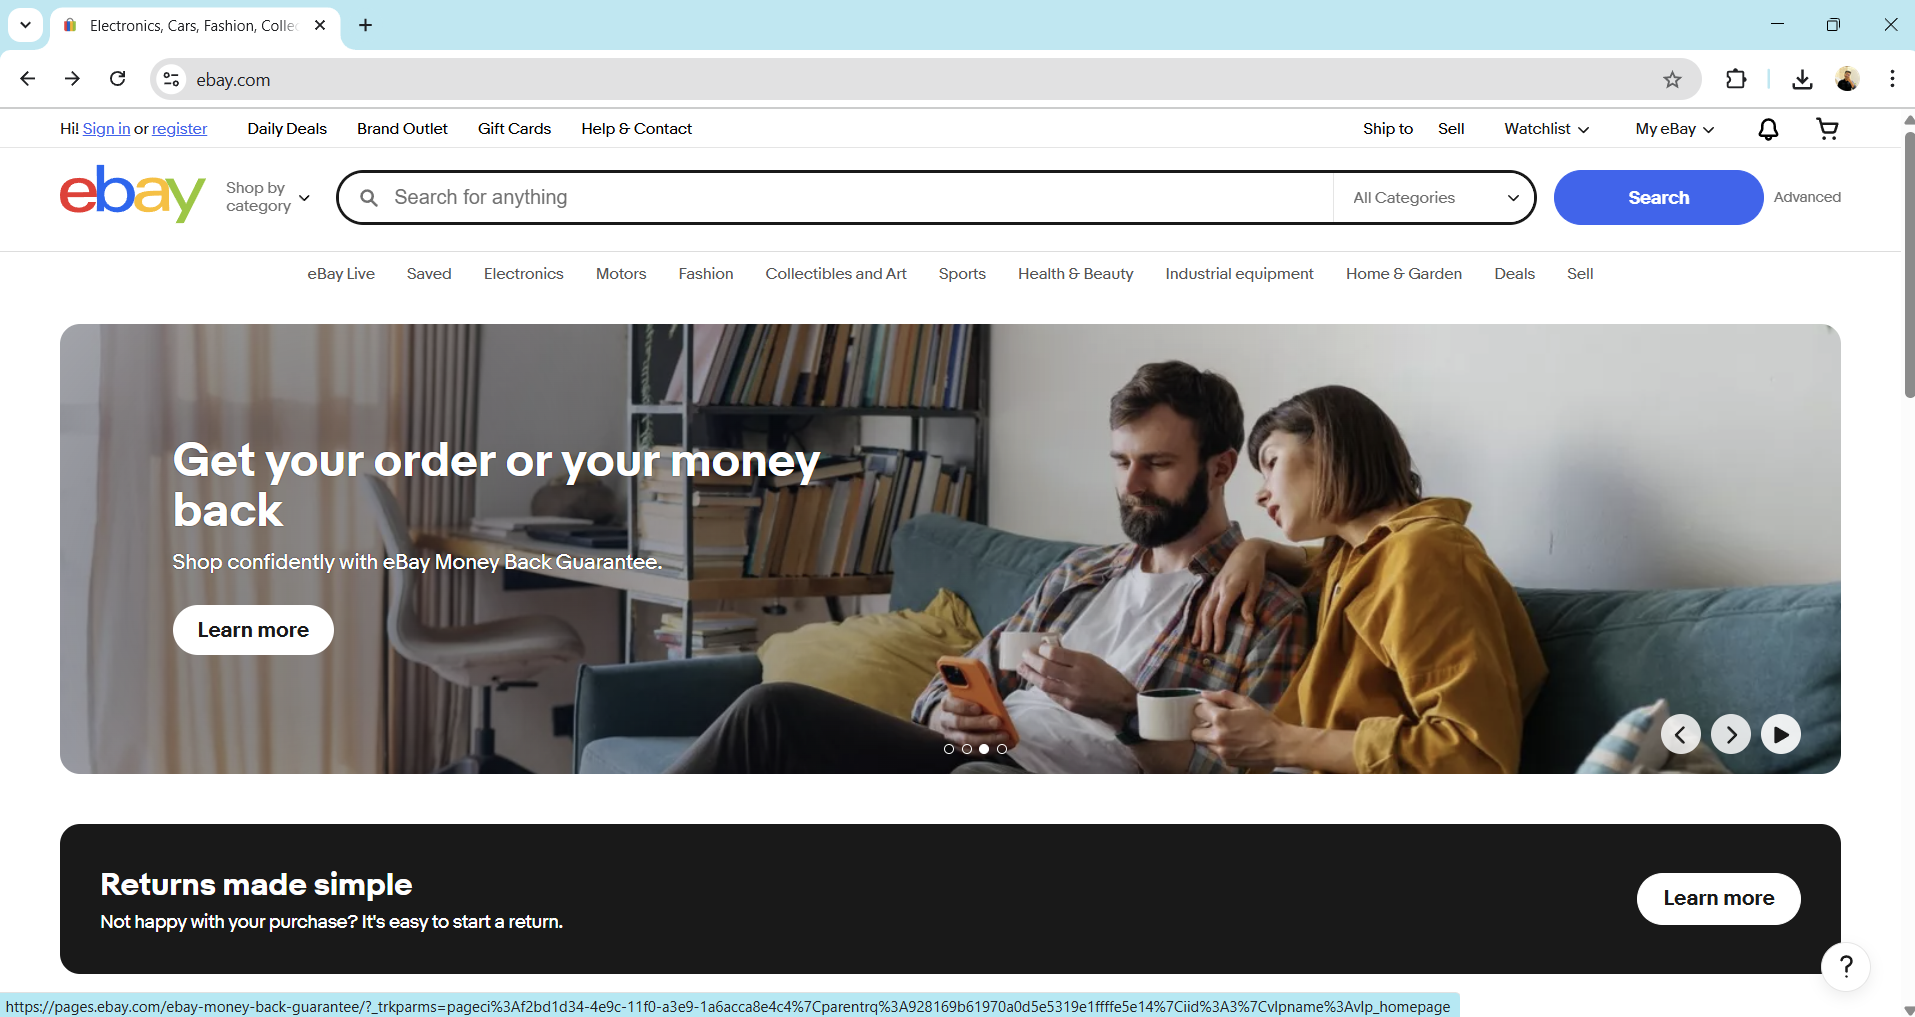 Electronics, Cars, Fashion, Collec
ebay.com
Hi! Sign in or register Daily Deals Brand Outlet Gift Cards Help & Contact Ship to Sell Watchlist My eBay
ebay Shop by category Search for anything All Categories Search Advanced
eBay Live Saved Electronics Motors Fashion Collectibles and Art Sports Health & Beauty Industrial equipment Home & Garden Deals Sell
Get your order or your money
back
Shop confidently with eBay Money Back Guarantee.
Learn more
Returns made simple
Not happy with your purchase? It's easy to start a return.
Learn more
?
https://pages.ebay.com/ebay-money-back-guarantee/?_trkparms=pageci%3Af2bd1d34-4e9c-11f0-a3e9-1a6acca8e4c4%7Cparentrq%3A928169b61970a0d5e5319e1ffffe5e14%7Ciid%3A3%7Cvlpname%3Avlp_homepage